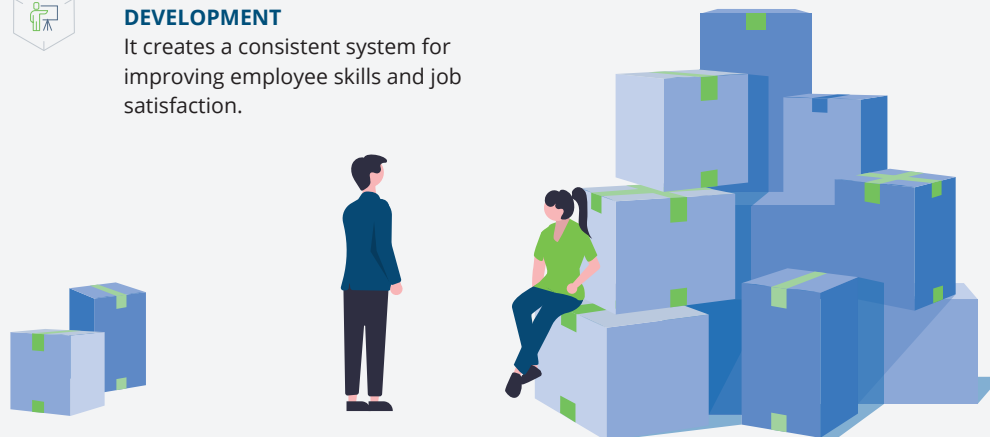 DEVELOPMENT
It creates a consistent system for
improving employee skills and job
satisfaction.